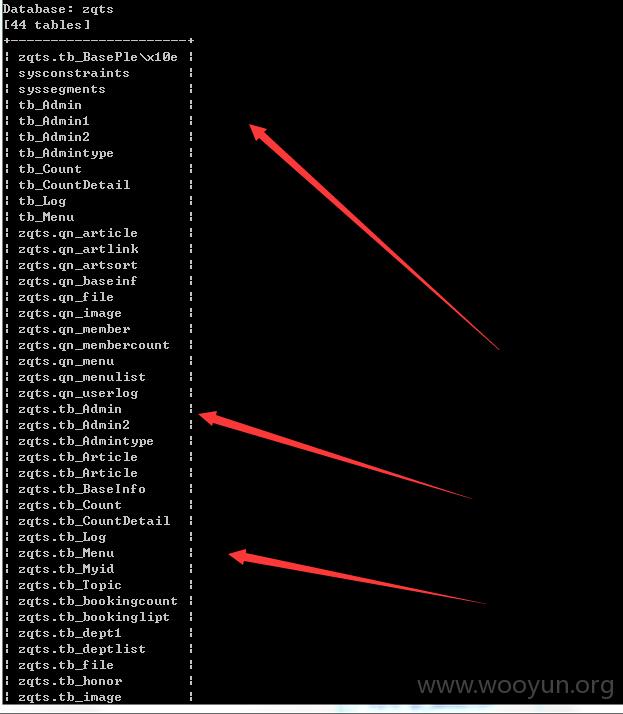 Database: zqts
[44 tables]
+----------------------+
| zqts.tb_BasePle\x10e |
| sysconstraints |
| syssegments |
| tb_Admin |
| tb_Admin1 |
| tb_Admin2 |
| tb_Admintype |
| tb_Count |
| tb_CountDetail |
| tb_Log |
| tb_Menu |
| zqts.qn_article |
| zqts.qn_artlink |
| zqts.qn_artsort |
| zqts.qn_baseinf |
| zqts.qn_file |
| zqts.qn_image |
| zqts.qn_member |
| zqts.qn_membercount |
| zqts.qn_menu |
| zqts.qn_menulist |
| zqts.qn_userlog |
| zqts.tb_Admin |
| zqts.tb_Admin2 |
| zqts.tb_Admintype |
| zqts.tb_Article |
| zqts.tb_Article |
| zqts.tb_BaseInfo |
| zqts.tb_Count |
| zqts.tb_CountDetail |
| zqts.tb_Log |
| zqts.tb_Menu |
| zqts.tb_Myid |
| zqts.tb_Topic |
| zqts.tb_bookingcount |
| zqts.tb_bookinglipt |
| zqts.tb_dept1 |
| zqts.tb_deptlist |
| zqts.tb_file |
| zqts.tb_honor |
| zqts.tb_image |
www.wooyun.org